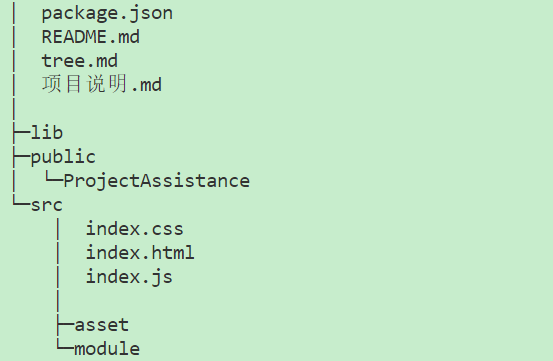 package.json
README.md
tree.md
项目说明.md
lib
public
ProjectAssistance
src
index.css
index.html
index.js
asset
module